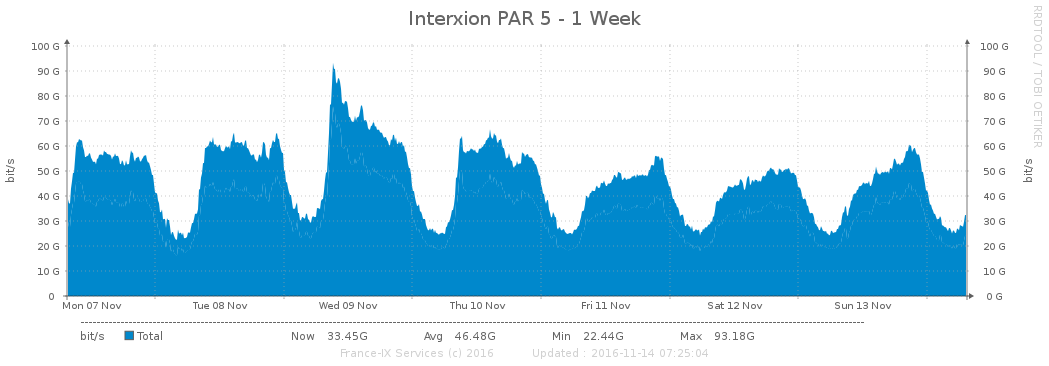 Interxion PAR 5 - 1 Week
RRDTOOL / TOBI OETIKER
bit/s
100 G 100 G
90 G 90 G
80 G 80 G
70 G 70 G
60 G 60 G
50 G 50 G
40 G 40 G
30 G 30 G
20 G 20 G
10 G 10 G
0 0 G
bit/s
Mon 07 Nov Tue 08 Nov Wed 09 Nov Thu 10 Nov Fri 11 Nov Sat 12 Nov Sun 13 Nov
bit/s Total Now 33.45G Avg 46.48G Min 22.44G Max 93.18G
France-IX Services (c) 2016 Updated : 2016-11-14 07:25:04